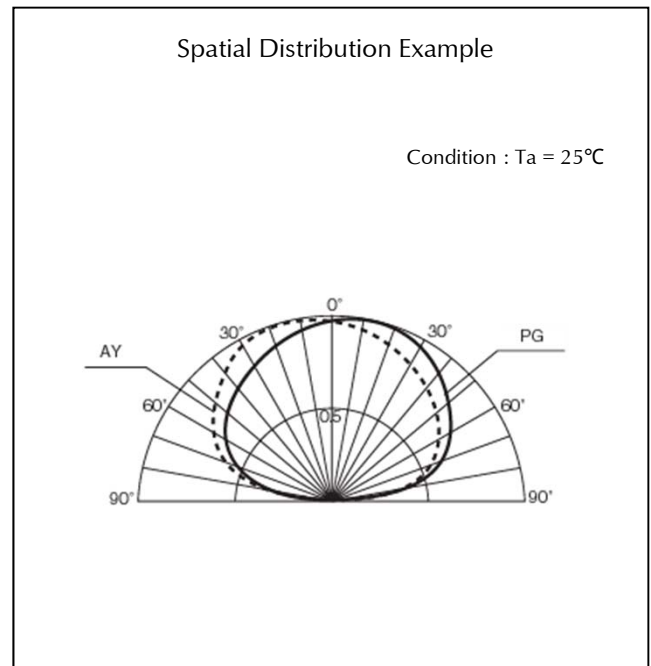 Spatial Distribution Example
Condition : Ta = 25℃
0°
30°
30°
AY
PG
60°
60°
0.5
90°
90°